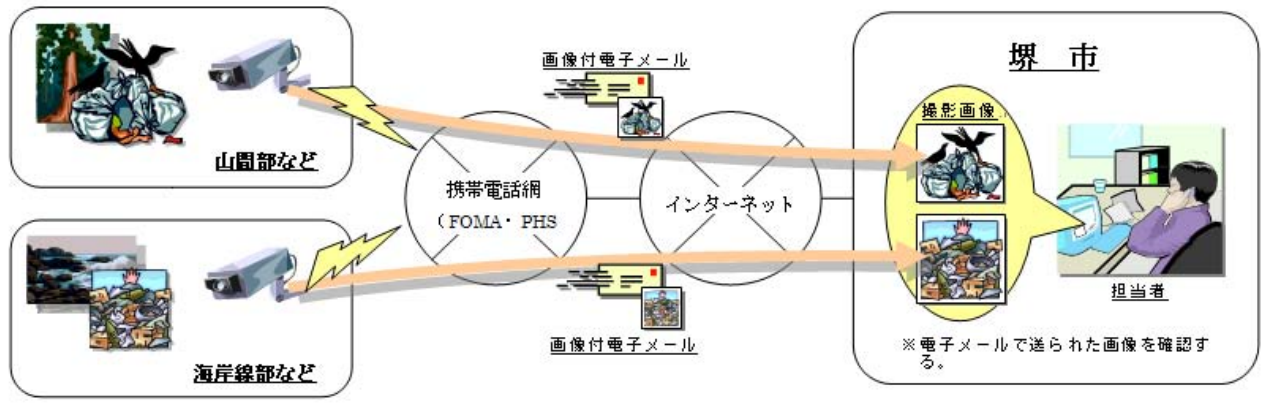 山間部など
海岸線部など
画像付電子メール
携帯電話網
（FOMA・PHS
インターネット
画像付電子メール
堺　市
撮影画像
担当者
※電子メールで送られた画像を確認す
る。